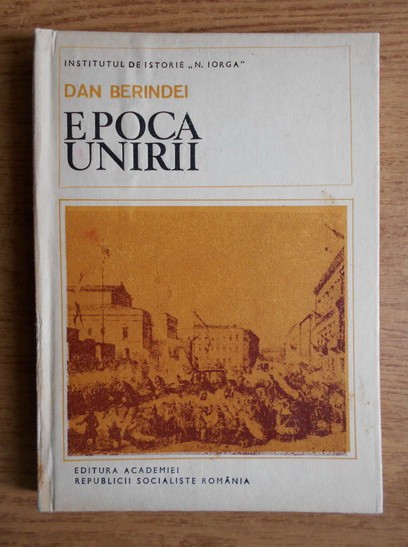 INSTITUTUL DE ISTORIE „N. IORGA"
DAN BERINDEI
EPOCA
UNIRII
EDITURA ACADEMIEI
REPUBLICII SOCIALISTE ROMÂNIA